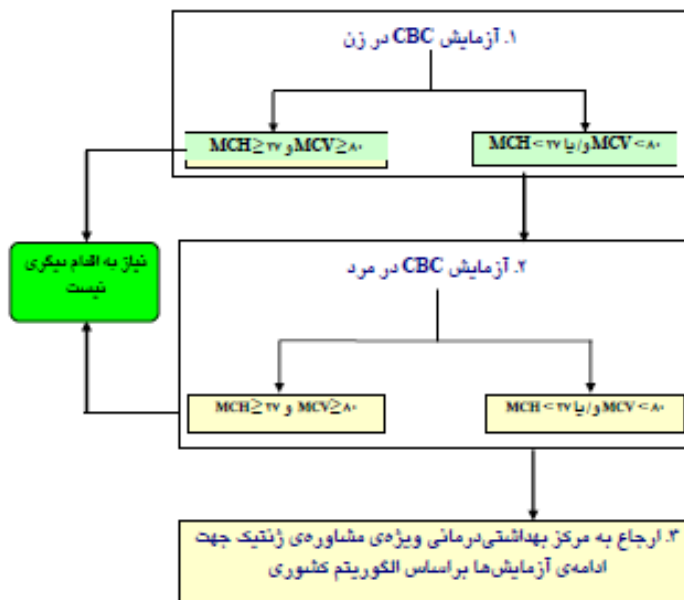 ۱. آزمایش CBC در زن
MCV<۸۰ و/یا MCH<۲۷
MCV≥۸۰ و MCH≥۲۷
نیاز به اقدام دیگری
نیست
۲. آزمایش CBC در مرد
MCV<۸۰ و/یا MCH<۲۷
MCV≥۸۰ و MCH≥۲۷
۳. ارجاع به مرکز بهداشتی‌درمانی ویژه‌ی مشاوره‌ی ژنتیک جهت
ادامه‌ی آزمایش‌ها براساس الگوریتم کشوری